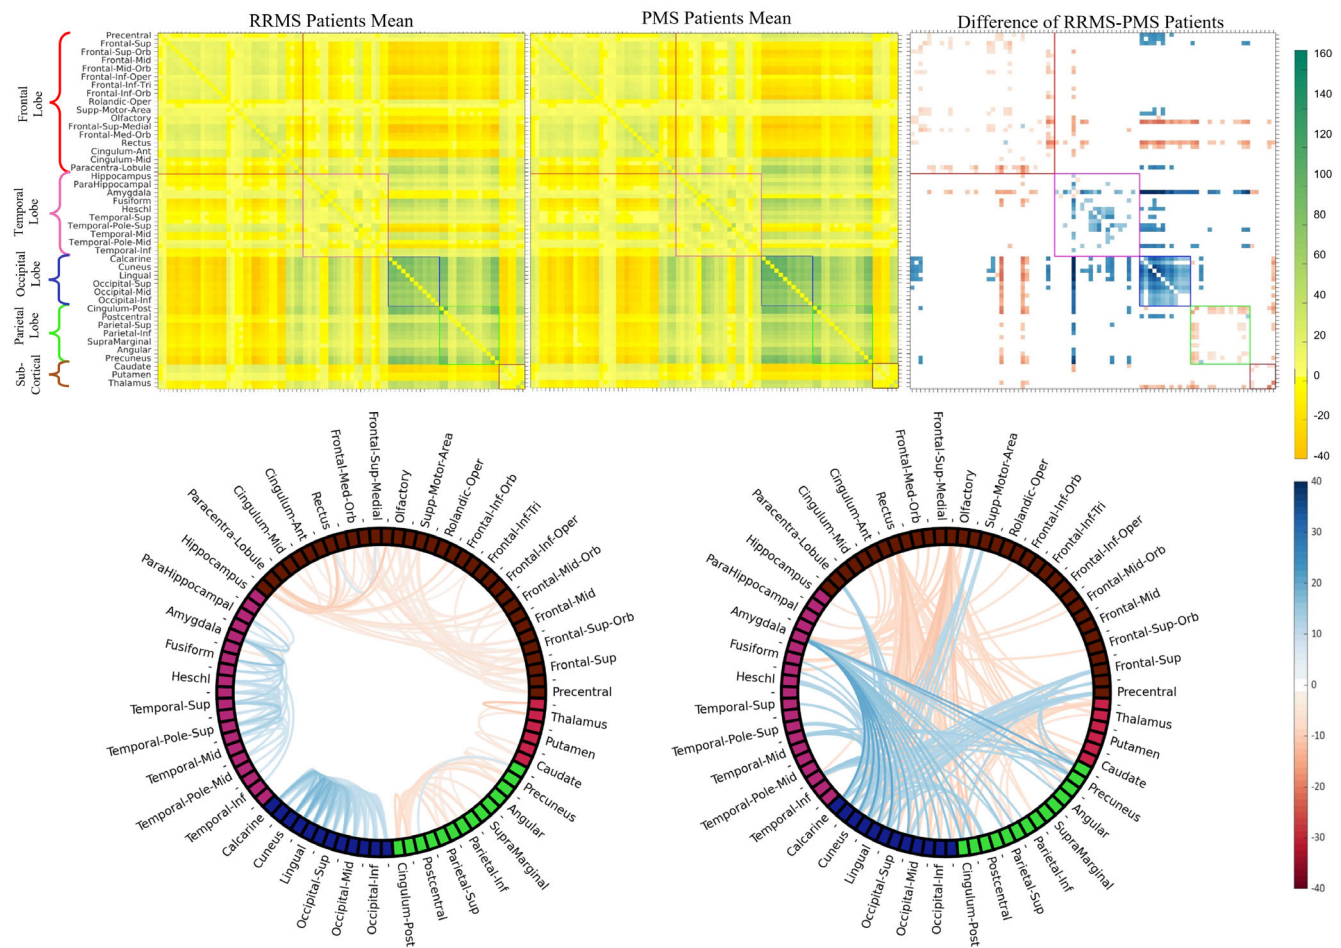 RRMS Patients Mean
PMS Patients Mean
Difference of RRMS-PMS Patients
Frontal
Lobe
Temporal
Lobe
Occipital
Lobe
Parietal
Lobe
Sub-
Cortical
Precentral
Frontal-Sup
Frontal-Sup-Orb
Frontal-Mid
Frontal-Mid-Orb
Frontal-Inf-Oper
Frontal-Inf-Tri
Frontal-Inf-Orb
Rolandic-Oper
Supp-Motor-Area
Olfactory
Frontal-Sup-Medial
Frontal-Med-Orb
Rectus
Cingulum-Ant
Cingulum-Mid
Paracentra-Lobule
Hippocampus
ParaHippocampal
Amygdala
Fusiform
Heschl
Temporal-Sup
Temporal-Pole-Sup
Temporal-Mid
Temporal-Pole-Mid
Temporal-Inf
Calcarine
Cuneus
Lingual
Occipital-Sup
Occipital-Mid
Occipital-Inf
Cingulum-Post
Postcentral
Parietal-Sup
Parietal-Inf
SupraMarginal
Angular
Precuneus
Caudate
Putamen
Thalamus
160
140
120
100
80
60
40
20
0
-20
-40
40
30
20
10
0
-10
-20
-30
-40
Precentral
Frontal-Sup
Frontal-Sup-Orb
Frontal-Mid
Frontal-Mid-Orb
Frontal-Inf-Oper
Frontal-Inf-Tri
Frontal-Inf-Orb
Rolandic-Oper
Supp-Motor-Area
Olfactory
Frontal-Sup-Medial
Frontal-Med-Orb
Rectus
Cingulum-Ant
Cingulum-Mid
Paracentra-Lobule
Hippocampus
ParaHippocampal
Amygdala
Fusiform
Heschl
Temporal-Sup
Temporal-Pole-Sup
Temporal-Mid
Temporal-Pole-Mid
Temporal-Inf
Calcarine
Cuneus
Lingual
Occipital-Sup
Occipital-Mid
Occipital-Inf
Cingulum-Post
Postcentral
Parietal-Sup
Parietal-Inf
SupraMarginal
Angular
Precuneus
Caudate
Putamen
Thalamus
Precentral
Frontal-Sup
Frontal-Sup-Orb
Frontal-Mid
Frontal-Mid-Orb
Frontal-Inf-Oper
Frontal-Inf-Tri
Frontal-Inf-Orb
Rolandic-Oper
Supp-Motor-Area
Olfactory
Frontal-Sup-Medial
Frontal-Med-Orb
Rectus
Cingulum-Ant
Cingulum-Mid
Paracentra-Lobule
Hippocampus
ParaHippocampal
Amygdala
Fusiform
Heschl
Temporal-Sup
Temporal-Pole-Sup
Temporal-Mid
Temporal-Pole-Mid
Temporal-Inf
Calcarine
Cuneus
Lingual
Occipital-Sup
Occipital-Mid
Occipital-Inf
Cingulum-Post
Postcentral
Parietal-Sup
Parietal-Inf
SupraMarginal
Angular
Precuneus
Caudate
Putamen
Thalamus